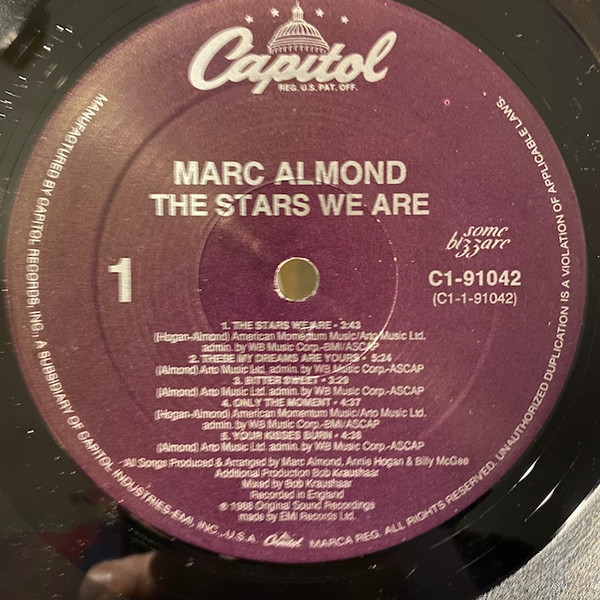 Capitol
REG. U.S. PAT. OFF.
MARC ALMOND
THE STARS WE ARE
some
bizzare
1
C1-91042
(C1-1-91042)
1. THE STARS WE ARE - 3:43
(Hogan-Almond) American Momentum Music/Arlo Music Ltd.
admin. by WB Music Corp.-BMI/ASCAP
2. THESE MY DREAMS ARE YOURS - 5:24
(Almond) Arlo Music Ltd. admin. by WB Music Corp.-ASCAP
3. BITTER SWEET - 3:29
(Almond) Arlo Music Ltd. admin. by WB Music Corp.-ASCAP
4. ONLY THE MOMENT - 4:37
(Hogan-Almond) American Momentum Music/Arlo Music Ltd.
admin. by WB Music Corp.-BMI/ASCAP
5. YOUR KISSES BURN - 4:38
(Almond) Arlo Music Ltd. admin. by WB Music Corp.-ASCAP
All Songs Produced & Arranged by Marc Almond, Annie Hogan & Billy McGee
Additional Production Bob Kraushaar
Mixed by Bob Kraushaar
Recorded in England
℗ 1988 Original Sound Recordings
made by EMI Records Ltd.
MANUFACTURED BY CAPITOL RECORDS, INC., A SUBSIDIARY OF CAPITOL INDUSTRIES-EMI, INC., U.S.A. Capitol MARCA REG. ALL RIGHTS RESERVED. UNAUTHORIZED DUPLICATION IS A VIOLATION OF APPLICABLE LAWS.